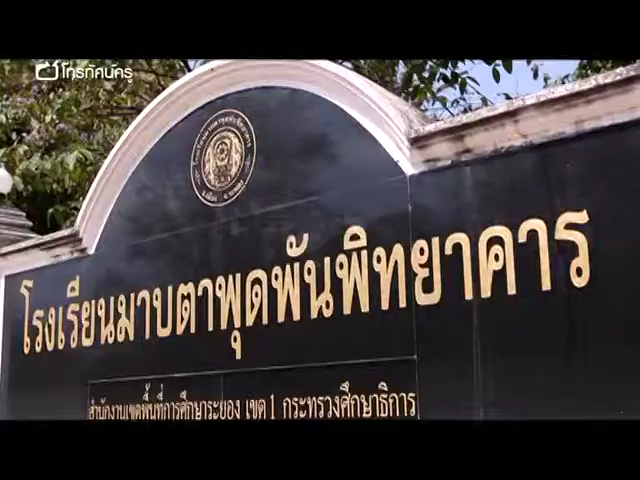 โทรทัศน์ครู
โรงเรียนมาบตาพุดพันพิทยาคาร
สำนักงานเขตพื้นที่การศึกษาระยอง เขต 1 กระทรวงศึกษาธิการ